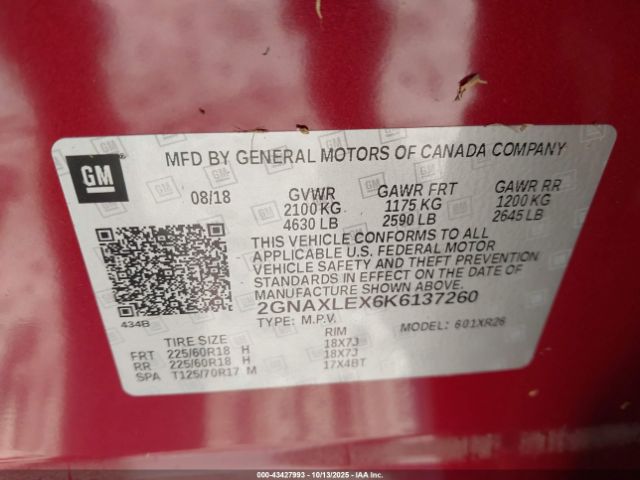 GM
MFD BY GENERAL MOTORS OF CANADA COMPANY
08/18 GVWR GAWR FRT GAWR RR
2100 KG 1175 KG 1200 KG
4630 LB 2590 LB 2645 LB
THIS VEHICLE CONFORMS TO ALL
APPLICABLE U.S. FEDERAL MOTOR
VEHICLE SAFETY AND THEFT PREVENTION
STANDARDS IN EFFECT ON THE DATE OF
MANUFACTURE SHOWN ABOVE.
2GNAXLEX6K6137260
434B TYPE: M.P.V. MODEL: 601XR26
TIRE SIZE RIM
FRT 225/60R18 H 18X7J
RR 225/60R18 H 18X7J
SPA T125/70R17 M 17X4BT
000-43427993 - 10/13/2025 - IAA Inc.